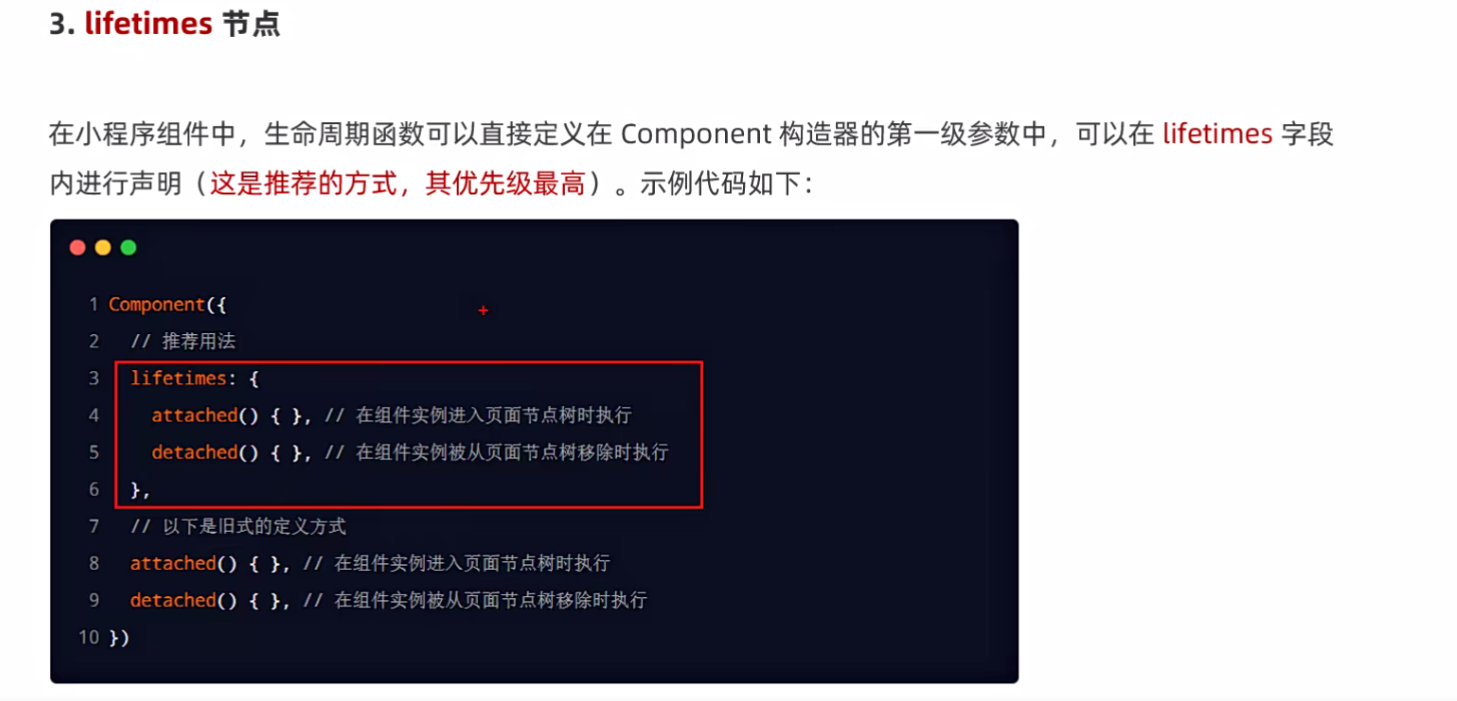 3. lifetimes 节点
在小程序组件中，生命周期函数可以直接定义在 Component 构造器的第一级参数中，可以在 lifetimes 字段
内进行声明（这是推荐的方式，其优先级最高）。示例代码如下：
1 Component({
2 // 推荐用法
3 lifetimes: {
4 attached() { }, // 在组件实例进入页面节点树时执行
5 detached() { }, // 在组件实例被从页面节点树移除时执行
6 },
7 // 以下是旧式的定义方式
8 attached() { }, // 在组件实例进入页面节点树时执行
9 detached() { }, // 在组件实例被从页面节点树移除时执行
10 })